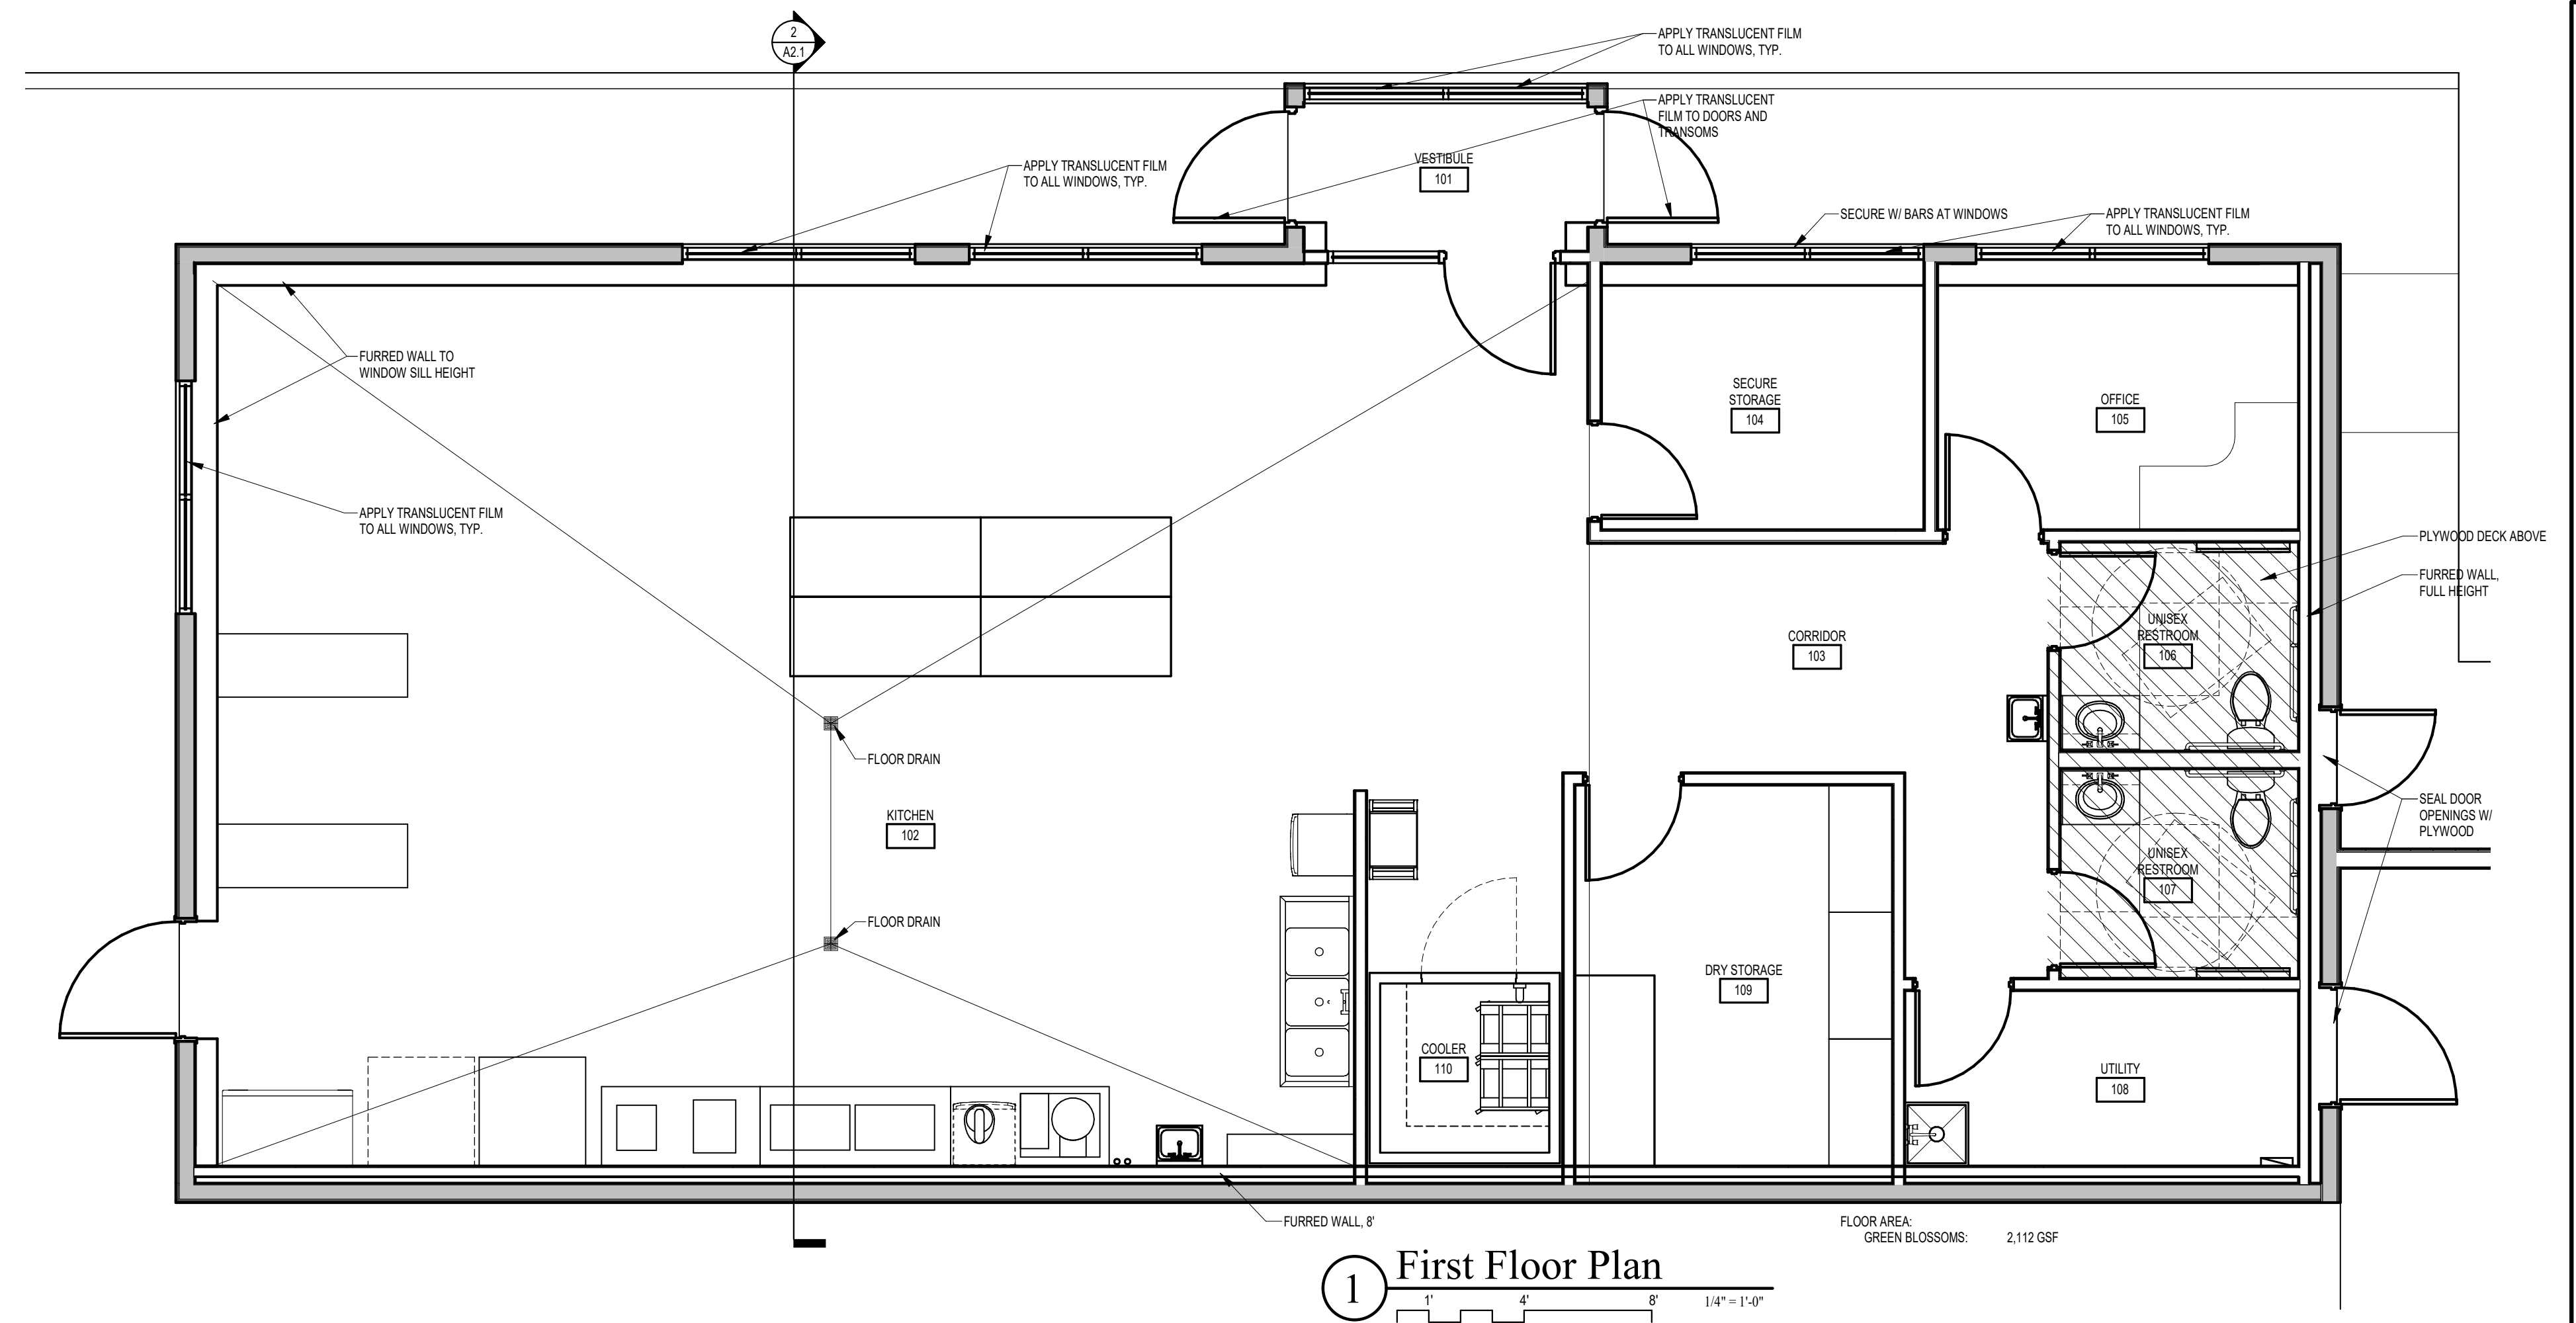 2
A2.1
APPLY TRANSLUCENT FILM
TO ALL WINDOWS, TYP.
APPLY TRANSLUCENT
FILM TO DOORS AND
TRANSOMS
VESTIBULE
101
APPLY TRANSLUCENT FILM
TO ALL WINDOWS, TYP.
SECURE W/ BARS AT WINDOWS
APPLY TRANSLUCENT FILM
TO ALL WINDOWS, TYP.
FURRED WALL TO
WINDOW SILL HEIGHT
SECURE
STORAGE
104
OFFICE
105
APPLY TRANSLUCENT FILM
TO ALL WINDOWS, TYP.
PLYWOOD DECK ABOVE
FURRED WALL,
FULL HEIGHT
UNISEX
RESTROOM
106
CORRIDOR
103
FLOOR DRAIN
KITCHEN
102
SEAL DOOR
OPENINGS W/
PLYWOOD
UNISEX
RESTROOM
107
FLOOR DRAIN
DRY STORAGE
109
COOLER
110
UTILITY
108
FURRED WALL, 8'
FLOOR AREA:
GREEN BLOSSOMS: 2,112 GSF
1
First Floor Plan
1' 4' 8' 1/4" = 1'-0"